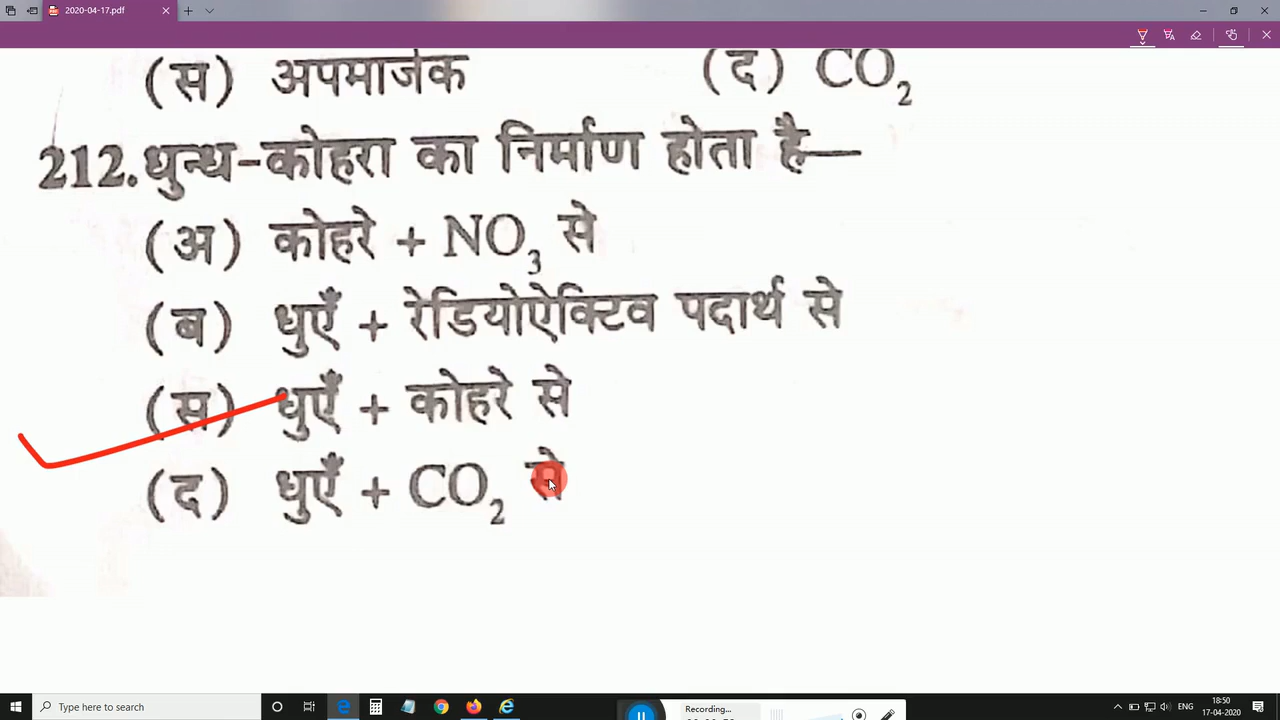 2020-04-17.pdf
(स) अपमार्जक (द) CO₂
212. धुन्ध-कोहरा का निर्माण होता है—
(अ) कोहरे + NO₃ से
(ब) धुएँ + रेडियोऐक्टिव पदार्थ से
(स) धुएँ + कोहरे से
(द) धुएँ + CO₂ से
Type here to search
Recording...
ENG
18:50
17-04-2020